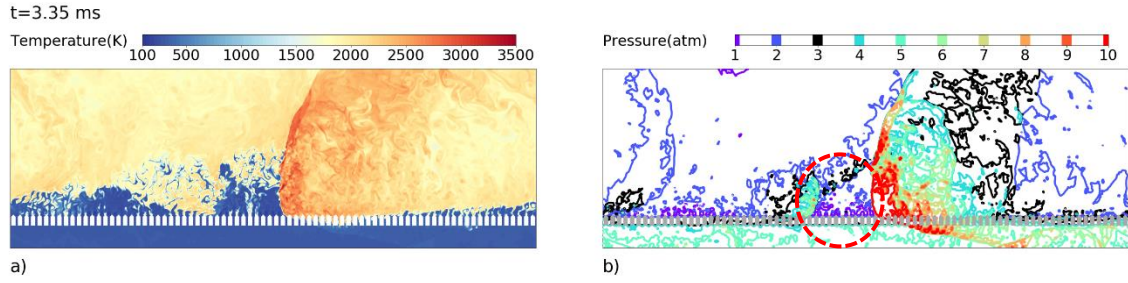 t=3.35 ms
Temperature(K)
100 500 1000 1500 2000 2500 3000 3500
Pressure(atm)
1 2 3 4 5 6 7 8 9 10
a)
b)